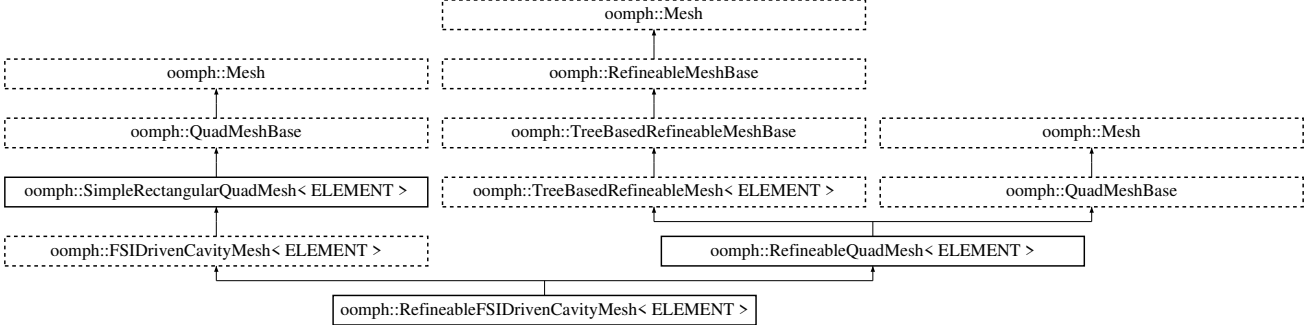 oomph::Mesh
oomph::Mesh
oomph::RefineableMeshBase
oomph::QuadMeshBase
oomph::TreeBasedRefineableMeshBase
oomph::Mesh
oomph::SimpleRectangularQuadMesh< ELEMENT >
oomph::TreeBasedRefineableMesh< ELEMENT >
oomph::QuadMeshBase
oomph::FSIDrivenCavityMesh< ELEMENT >
oomph::RefineableQuadMesh< ELEMENT >
oomph::RefineableFSIDrivenCavityMesh< ELEMENT >